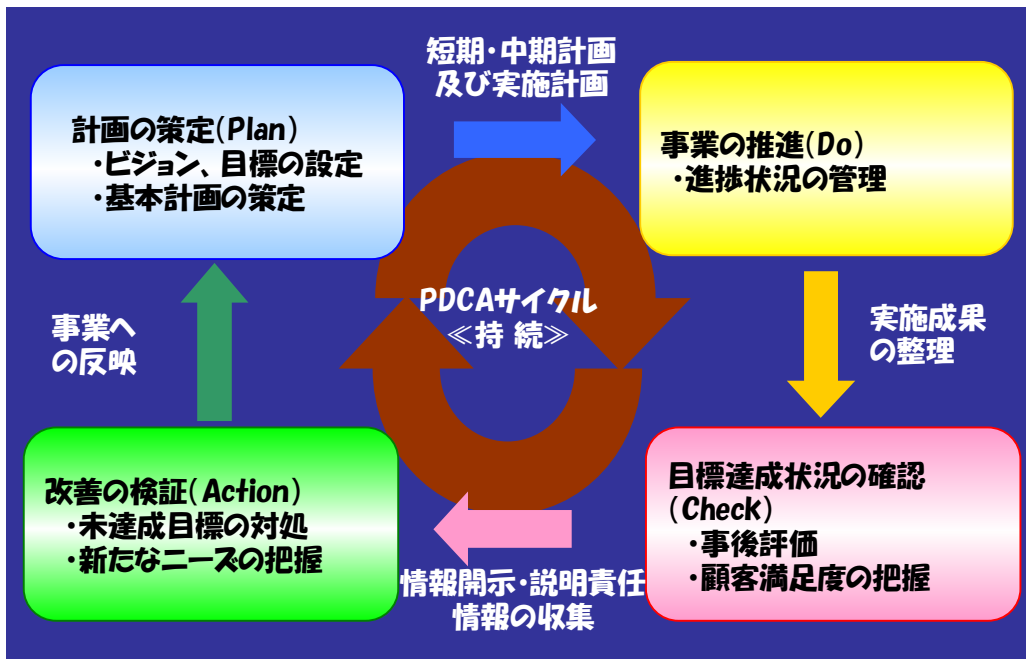 短期・中期計画
及び実施計画
計画の策定(Plan)
・ビジョン、目標の設定
・基本計画の策定
事業の推進(Do)
・進捗状況の管理
PDCAサイクル
≪持 続≫
事業へ
の反映
実施成果
の整理
改善の検証(Action)
・未達成目標の対処
・新たなニーズの把握
目標達成状況の確認
(Check)
・事後評価
・顧客満足度の把握
情報開示・説明責任
情報の収集